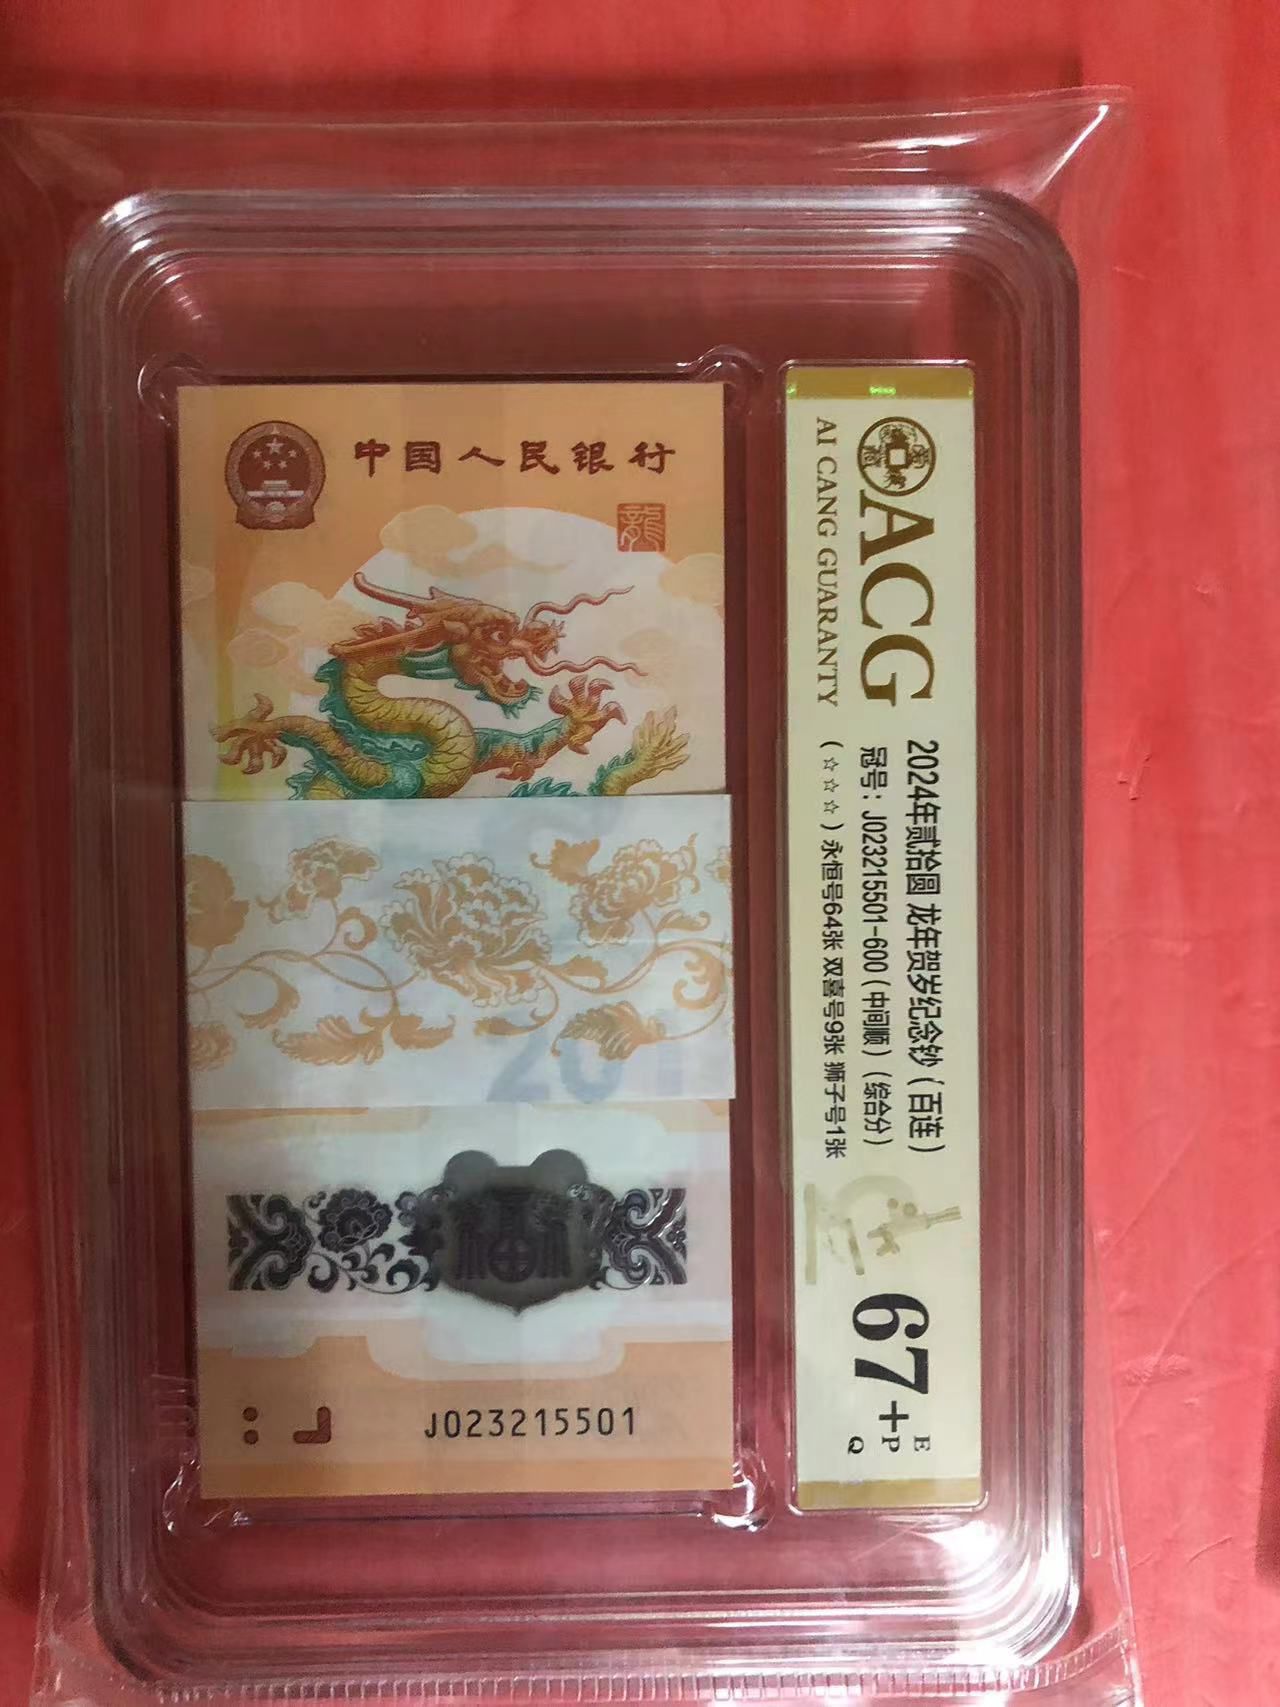 中国人民银行
龍
201
J023215501
ACG
AI CANG GUARANTY
2024年贰拾圆 龙年贺岁纪念钞(百连)
冠号：J023215501-600(中间顺)(综合分)
(☆☆☆)永恒号64张 双喜号9张 狮子号1张
67+
E
P
Q